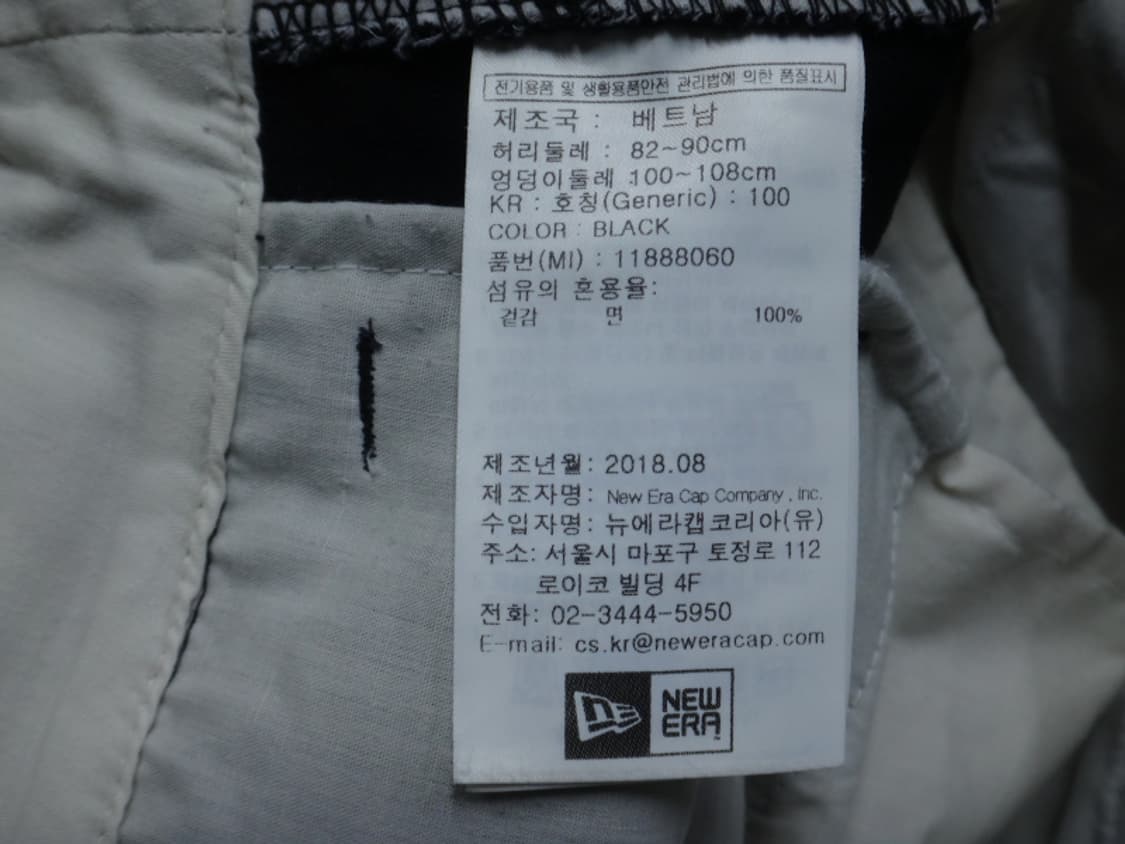 전기용품 및 생활용품안전 관리법에 의한 품질표시
제조국 : 베트남
허리둘레 : 82~90cm
엉덩이둘레 :100~108cm
KR : 호칭(Generic) : 100
COLOR : BLACK
품번(MI) : 11888060
섬유의 혼용율:
겉감 면 100%
제조년월: 2018.08
제조자명: New Era Cap Company , Inc.
수입자명: 뉴에라캡코리아(유)
주소: 서울시 마포구 토정로 112
로이코 빌딩 4F
전화: 02-3444-5950
E-mail: cs.kr@neweracap.com
NEW
ERA